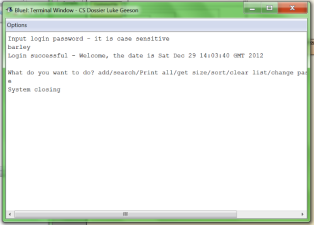 BlueJ: Terminal Window - CS Dossier Luke Geeson
Options
Input login password - it is case sensitive
barley
Login successful - Welcome, the date is Sat Dec 29 14:03:40 GMT 2012
What do you want to do? add/search/Print all/get size/sort/clear list/change pas
e
System closing